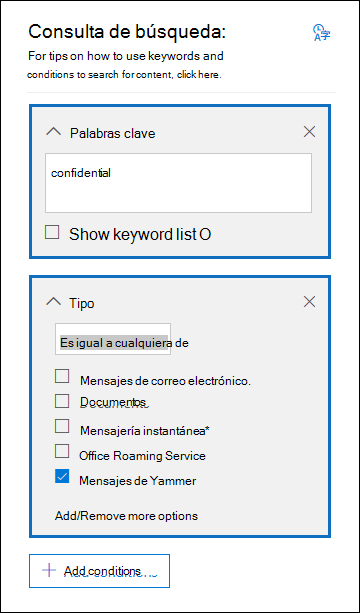 Consulta de búsqueda:
For tips on how to use keywords and
conditions to search for content, click here.
Palabras clave
confidential
Show keyword list O
Tipo
Es igual a cualquiera de
Mensajes de correo electrónico.
Documentos
Mensajería instantánea*
Office Roaming Service
Mensajes de Yammer
Add/Remove more options
Add conditions